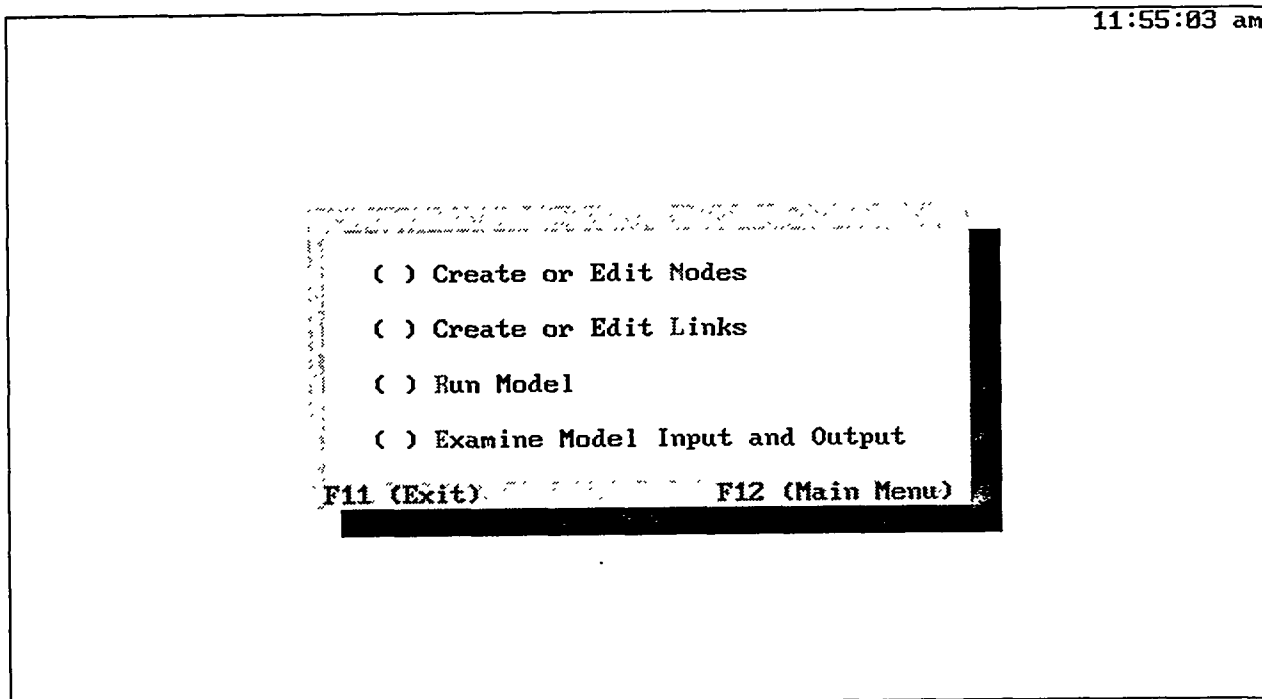 11:55:03 am
( ) Create or Edit Nodes
( ) Create or Edit Links
( ) Run Model
( ) Examine Model Input and Output
F11 (Exit) F12 (Main Menu)